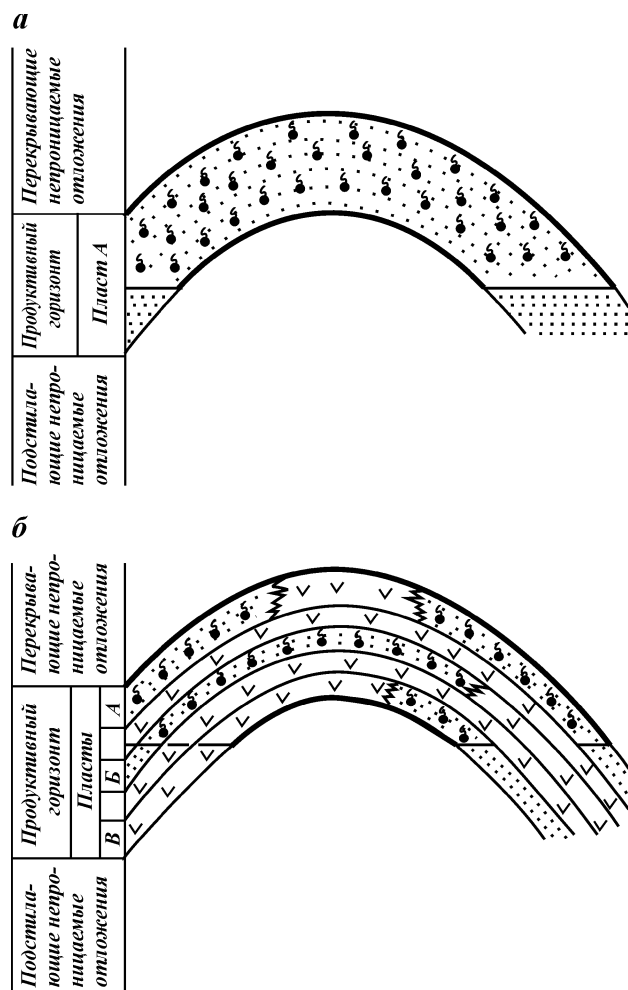 а
Перекрывающие
непроницаемые
отложения
Продуктивный
горизонт
Пласт А
Подстила-
ющие непро-
ницаемые
отложения
б
Перекрыва-
ющие непро-
ницаемые
отложения
Продуктивный
горизонт
Пласты
А
Б
В
Подстила-
ющие непро-
ницаемые
отложения